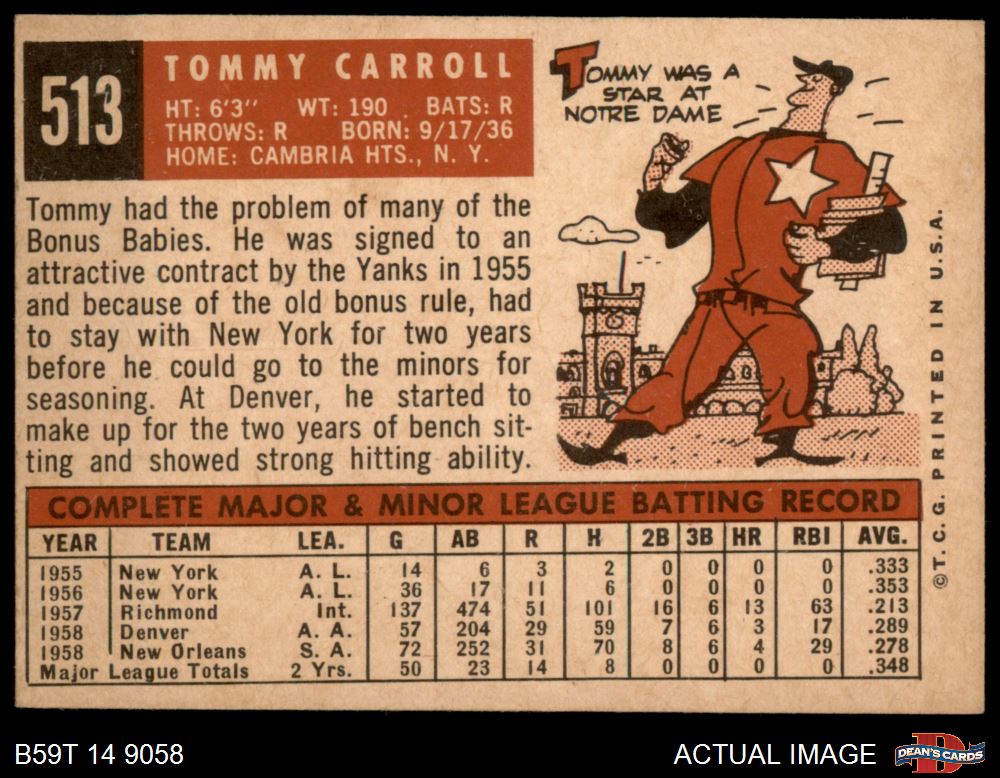 513
TOMMY CARROLL
HT: 6'3" WT: 190 BATS: R
THROWS: R BORN: 9/17/36
HOME: CAMBRIA HTS., N. Y.
TOMMY WAS A
STAR AT
NOTRE DAME
Tommy had the problem of many of the
Bonus Babies. He was signed to an
attractive contract by the Yanks in 1955
and because of the old bonus rule, had
to stay with New York for two years
before he could go to the minors for
seasoning. At Denver, he started to
make up for the two years of bench sit-
ting and showed strong hitting ability.
COMPLETE MAJOR & MINOR LEAGUE BATTING RECORD
YEAR TEAM LEA. G AB R H 2B 3B HR RBI AVG.
1955 New York A. L. 14 6 3 2 0 0 0 0 .333
1956 New York A. L. 36 17 11 6 0 0 0 0 .353
1957 Richmond Int. 137 474 51 101 16 6 13 63 .213
1958 Denver A. A. 57 204 29 59 7 6 3 17 .289
1958 New Orleans S. A. 72 252 31 70 8 6 4 29 .278
Major League Totals 2 Yrs. 50 23 14 8 0 0 0 0 .348
©T. C. G. PRINTED IN U.S.A.
B59T 14 9058
ACTUAL IMAGE
D
DEAN'S CARDS